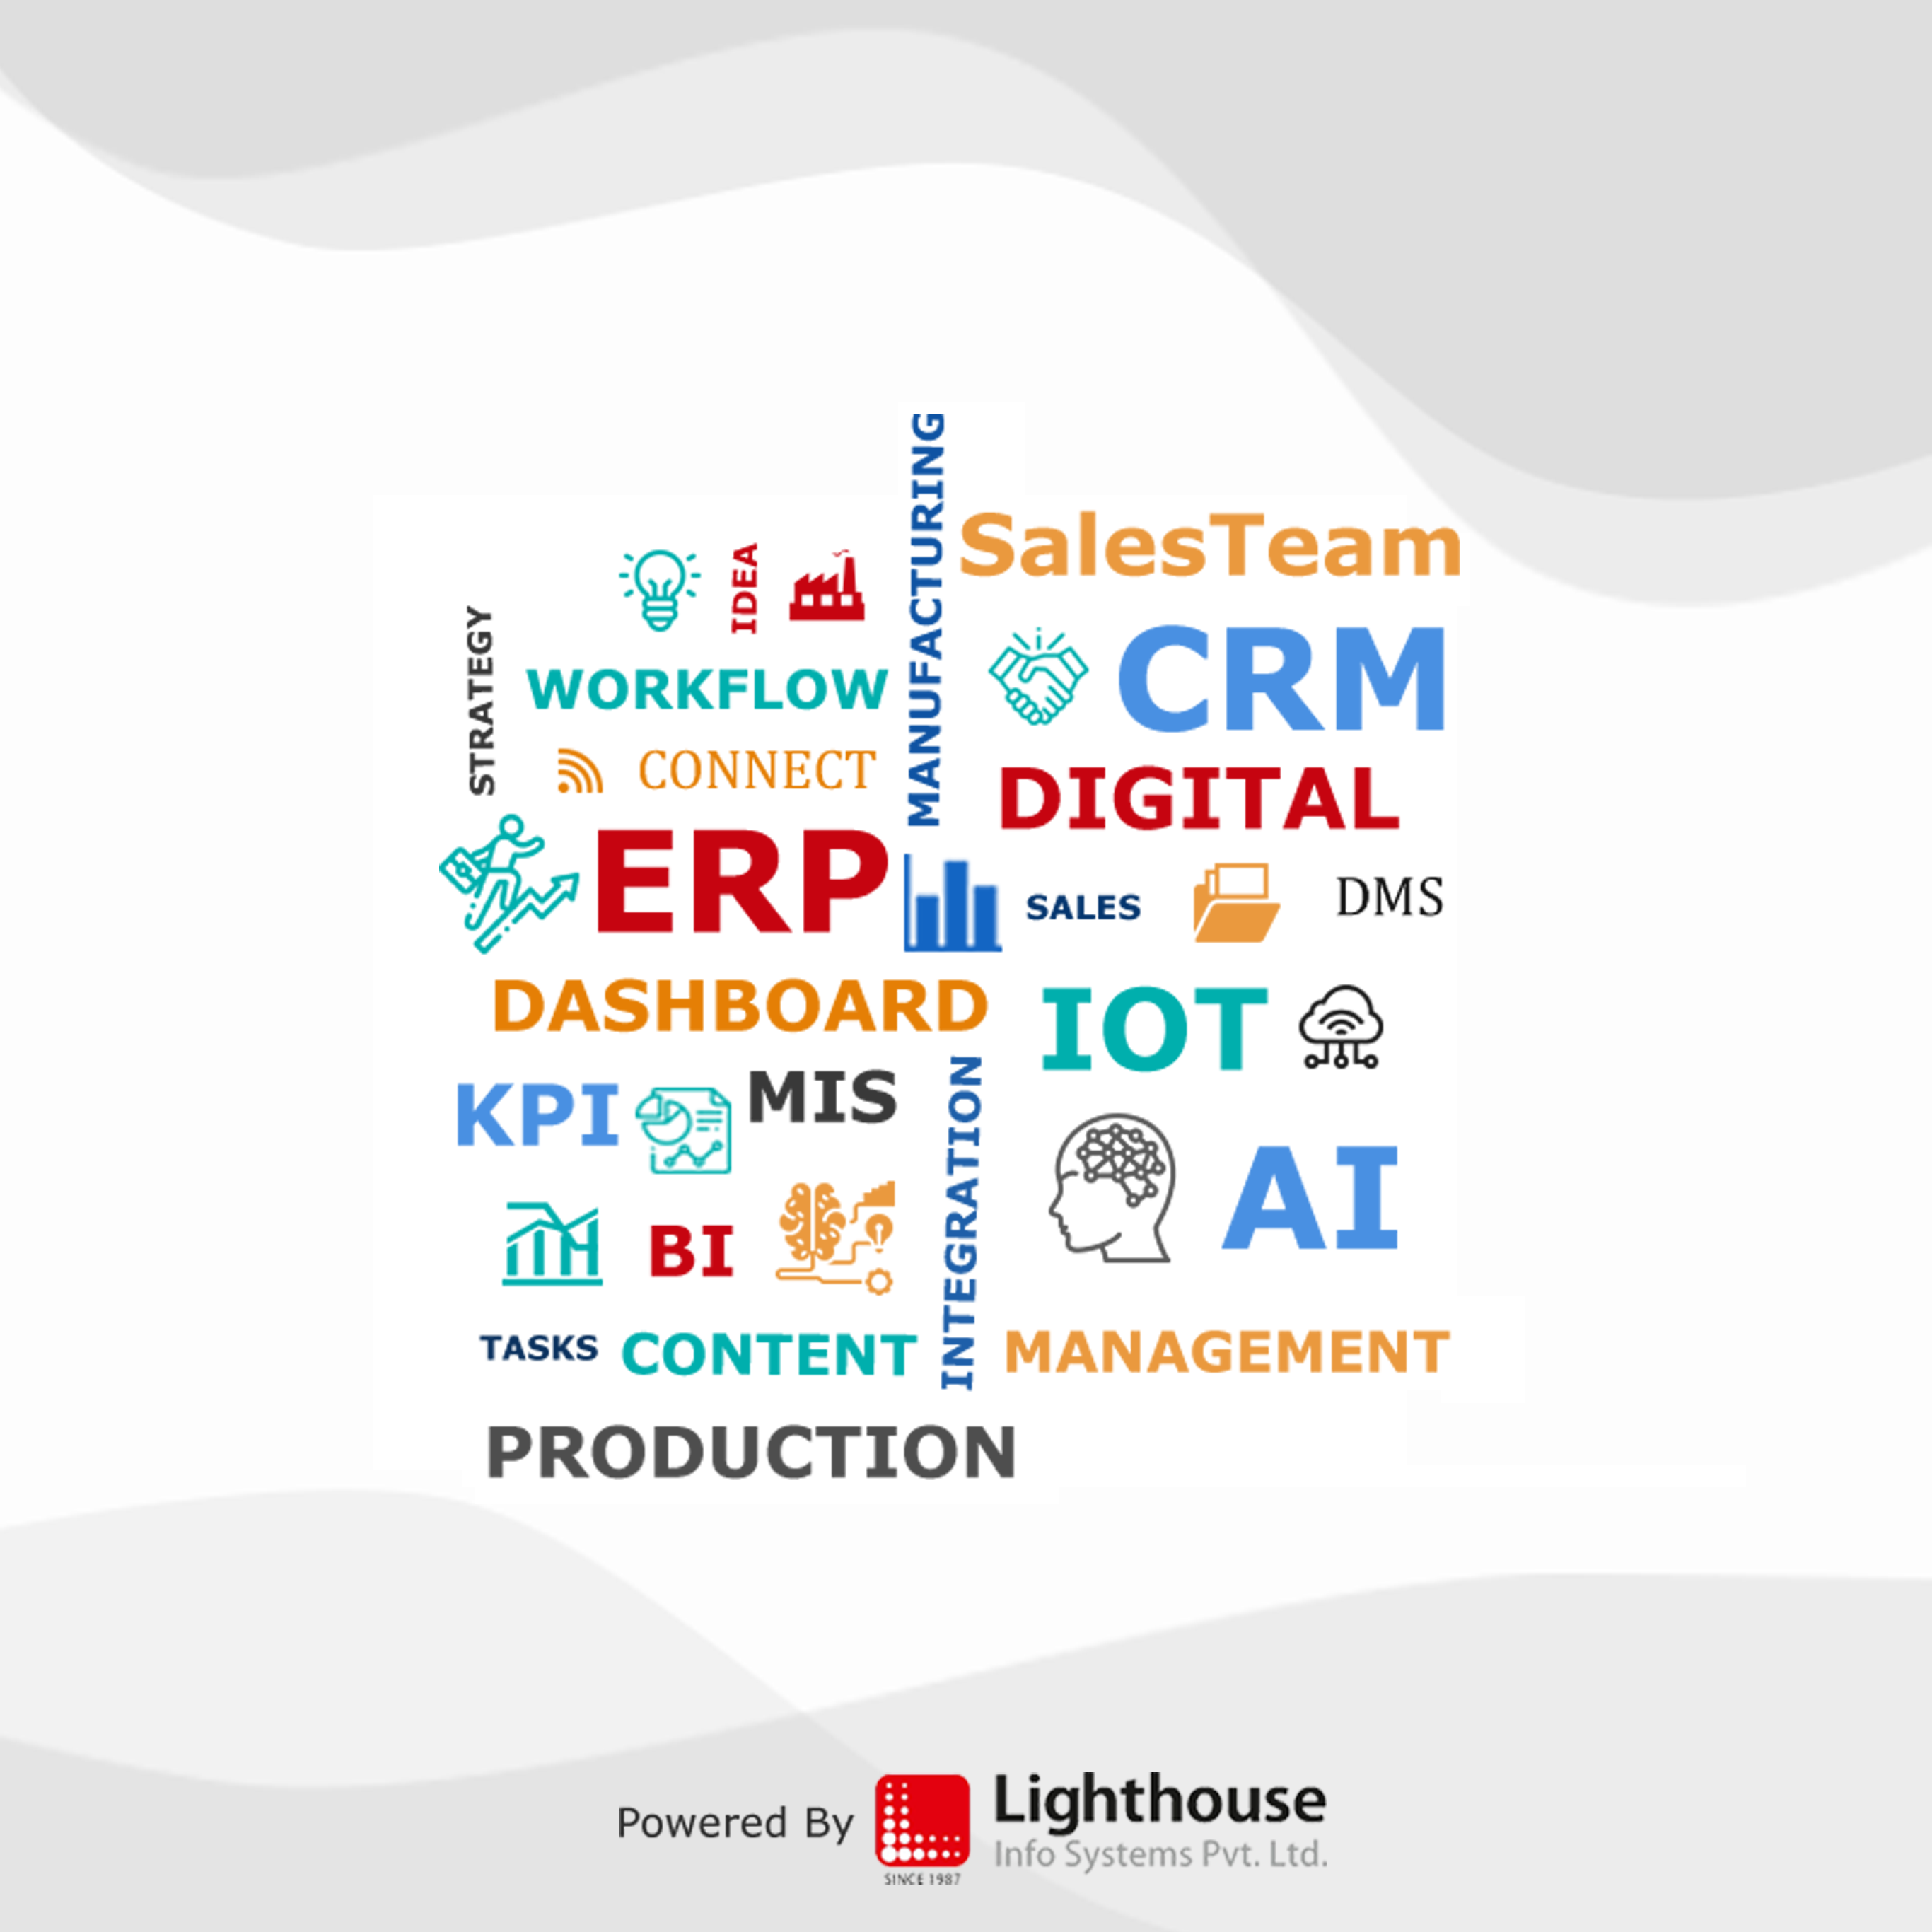 MANUFACTURING
SalesTeam
IDEA
STRATEGY
WORKFLOW
CRM
CONNECT
DIGITAL
ERP
SALES
DMS
DASHBOARD
IOT
KPI
MIS
INTEGRATION
AI
BI
TASKS
CONTENT
MANAGEMENT
PRODUCTION
Powered By
Lighthouse
Info Systems Pvt. Ltd.
SINCE 1987